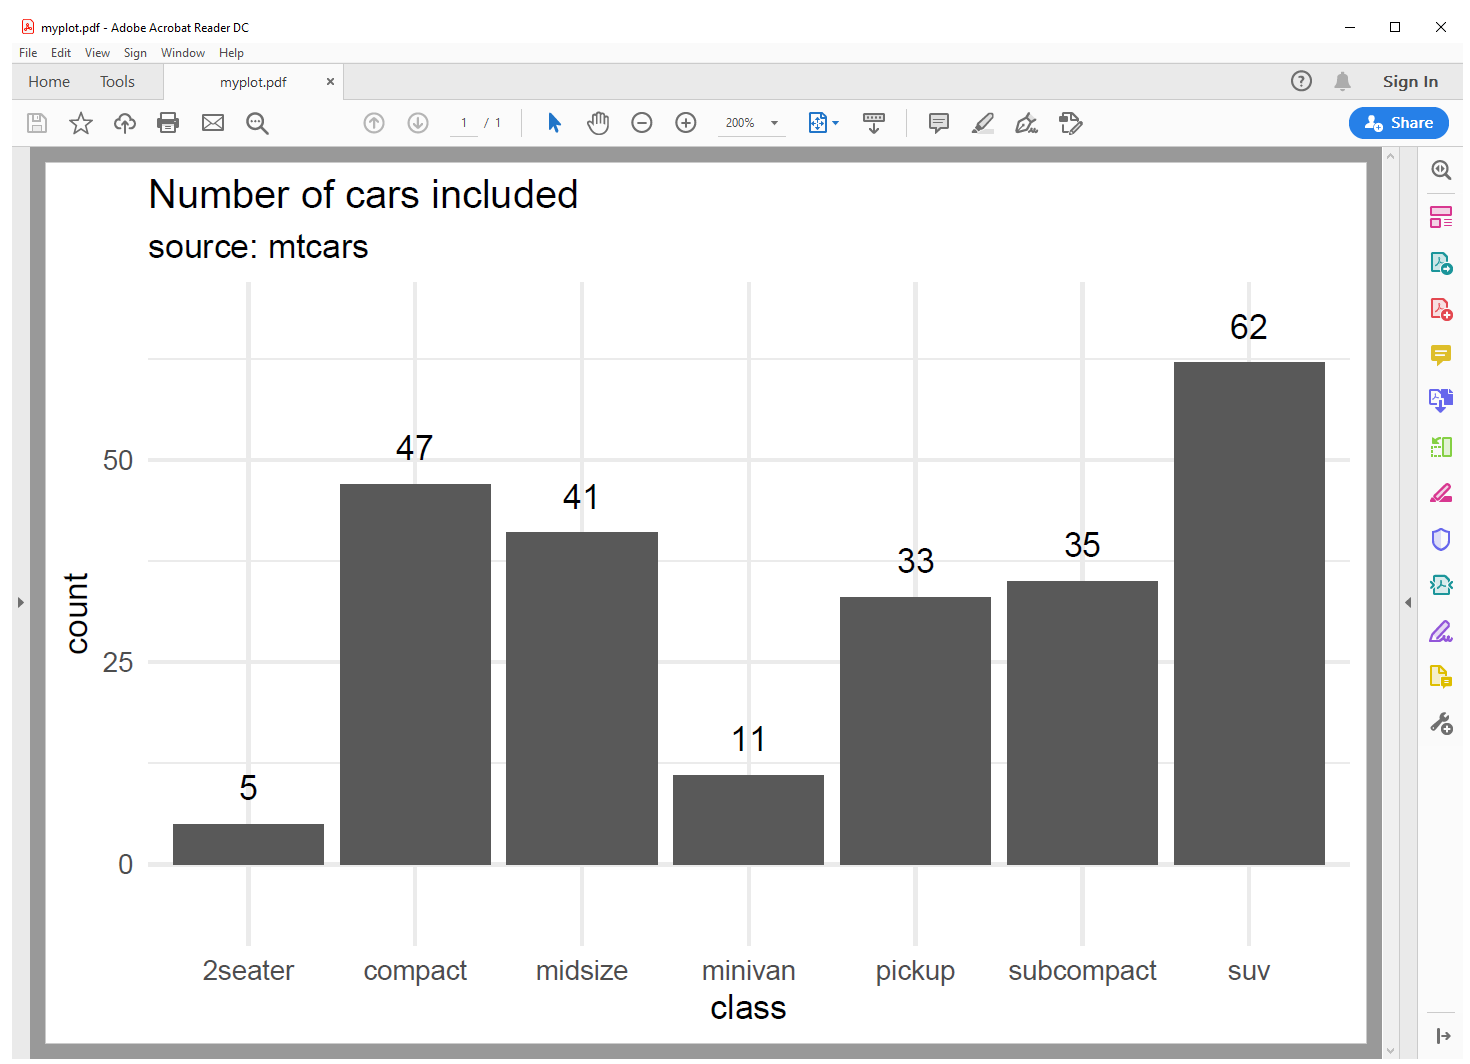 myplot.pdf - Adobe Acrobat Reader DC
File Edit View Sign Window Help
Home Tools myplot.pdf × Sign In
1 / 1 200% Share
Number of cars included
source: mtcars
62
47
50
41
35
33
count
25
11
5
0
2seater compact midsize minivan pickup subcompact suv
class